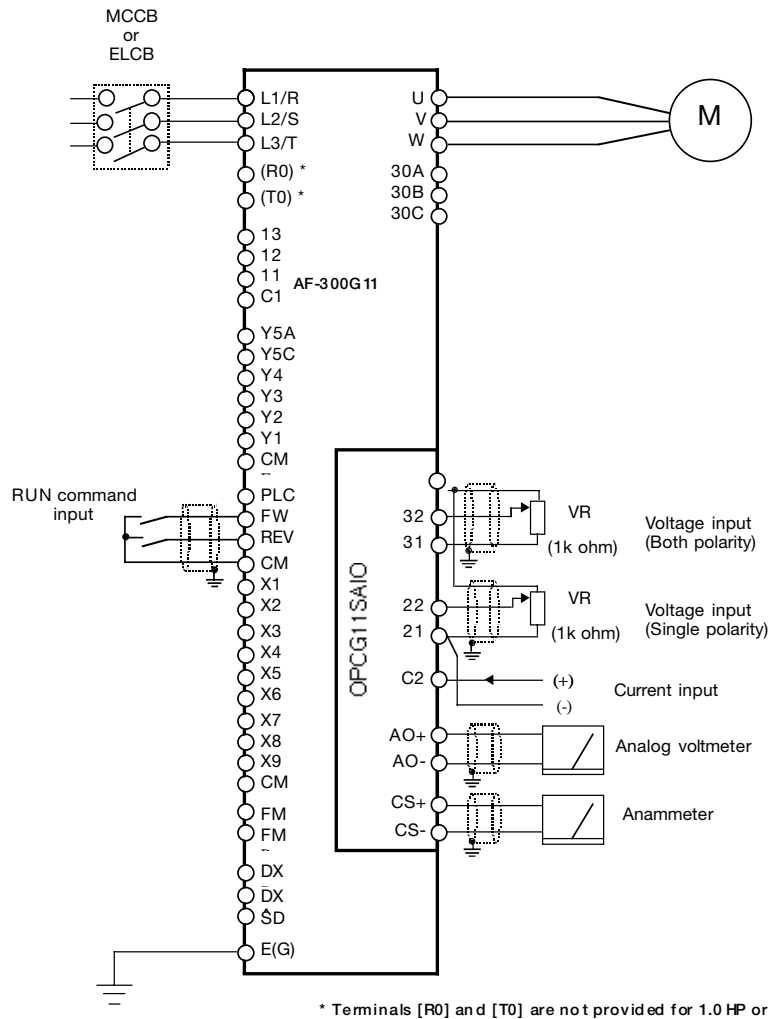 MCCB
or
ELCB
L1/R
L2/S
L3/T
(R0) *
(T0) *
13
12
11
C1
AF-300G11
Y5A
Y5C
Y4
Y3
Y2
Y1
CM
RUN command
input
PLC
FW
REV
CM
X1
X2
X3
X4
X5
X6
X7
X8
X9
CM
FM
FM
DX
DX
SD
E(G)
U
V
W
M
30A
30B
30C
OPCG11SAIO
32
31
VR
(1k ohm)
Voltage input
(Both polarity)
22
21
VR
(1k ohm)
Voltage input
(Single polarity)
C2
(+)
(-)
Current input
AO+
AO-
Analog voltmeter
CS+
CS-
Anammeter
* Terminals [R0] and [T0] are not provided for 1.0 HP or